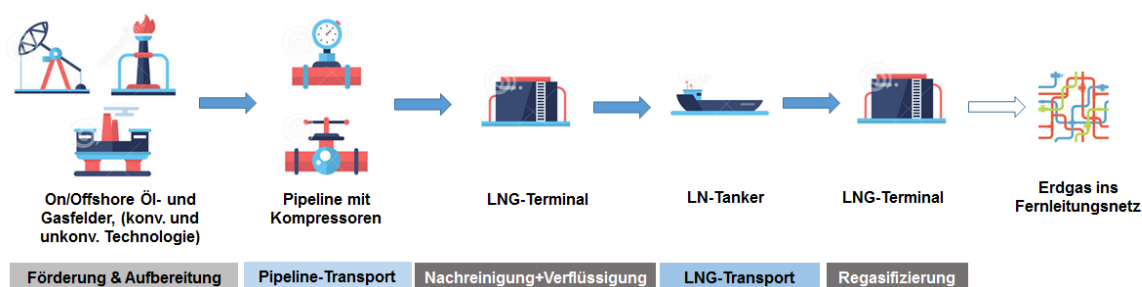 On/Offshore Öl- und
Gasfelder, (konv. und
unkonv. Technologie)
Pipeline mit
Kompressoren
LNG-Terminal
LN-Tanker
LNG-Terminal
Erdgas ins
Fernleitungsnetz
Förderung & Aufbereitung
Pipeline-Transport
Nachreinigung+Verflüssigung
LNG-Transport
Regasifizierung